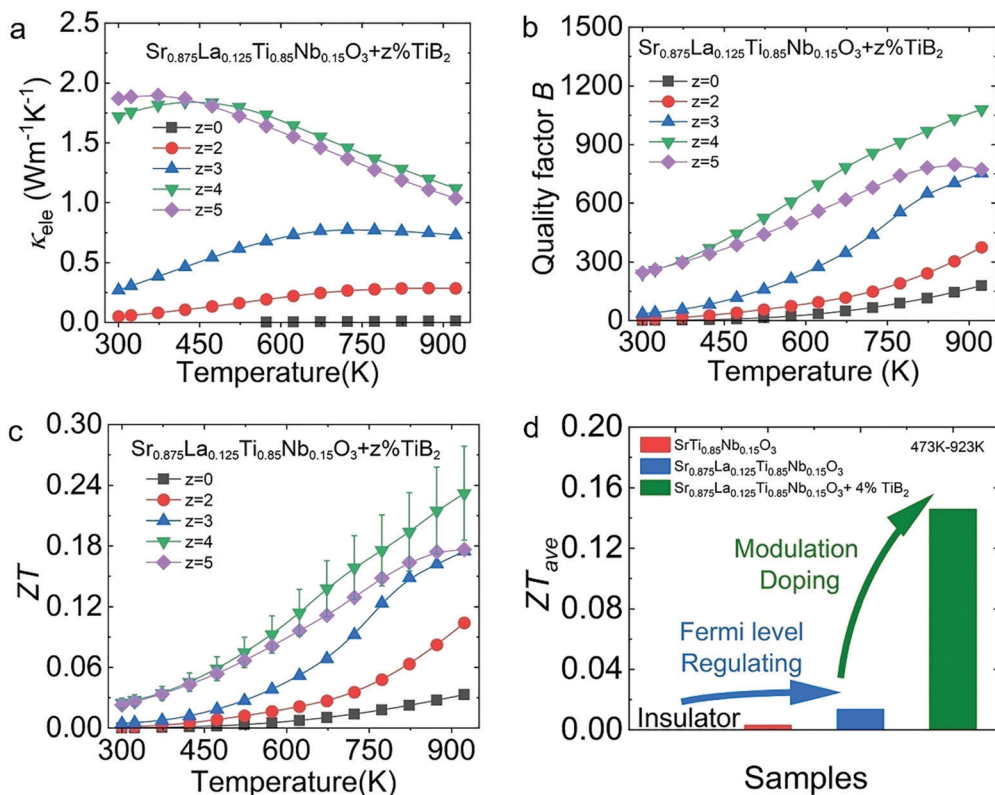 a
Sr0.875La0.125Ti0.85Nb0.15O3+z%TiB2
2.5
2.0
1.5
1.0
0.5
0.0
κele (Wm-1K-1)
z=0
z=2
z=3
z=4
z=5
300 450 600 750 900
Temperature(K)
b
Sr0.875La0.125Ti0.85Nb0.15O3+z%TiB2
1500
1200
900
600
300
0
Quality factor B
z=0
z=2
z=3
z=4
z=5
300 450 600 750 900
Temperature (K)
c
Sr0.875La0.125Ti0.85Nb0.15O3+z%TiB2
0.30
0.24
0.18
0.12
0.06
0.00
ZT
z=0
z=2
z=3
z=4
z=5
300 450 600 750 900
Temperature(K)
d
0.20
0.16
0.12
0.08
0.04
0.00
ZTave
SrTi0.85Nb0.15O3
473K-923K
Sr0.875La0.125Ti0.85Nb0.15O3
Sr0.875La0.125Ti0.85Nb0.15O3+ 4% TiB2
Modulation
Doping
Fermi level
Regulating
Insulator
Samples